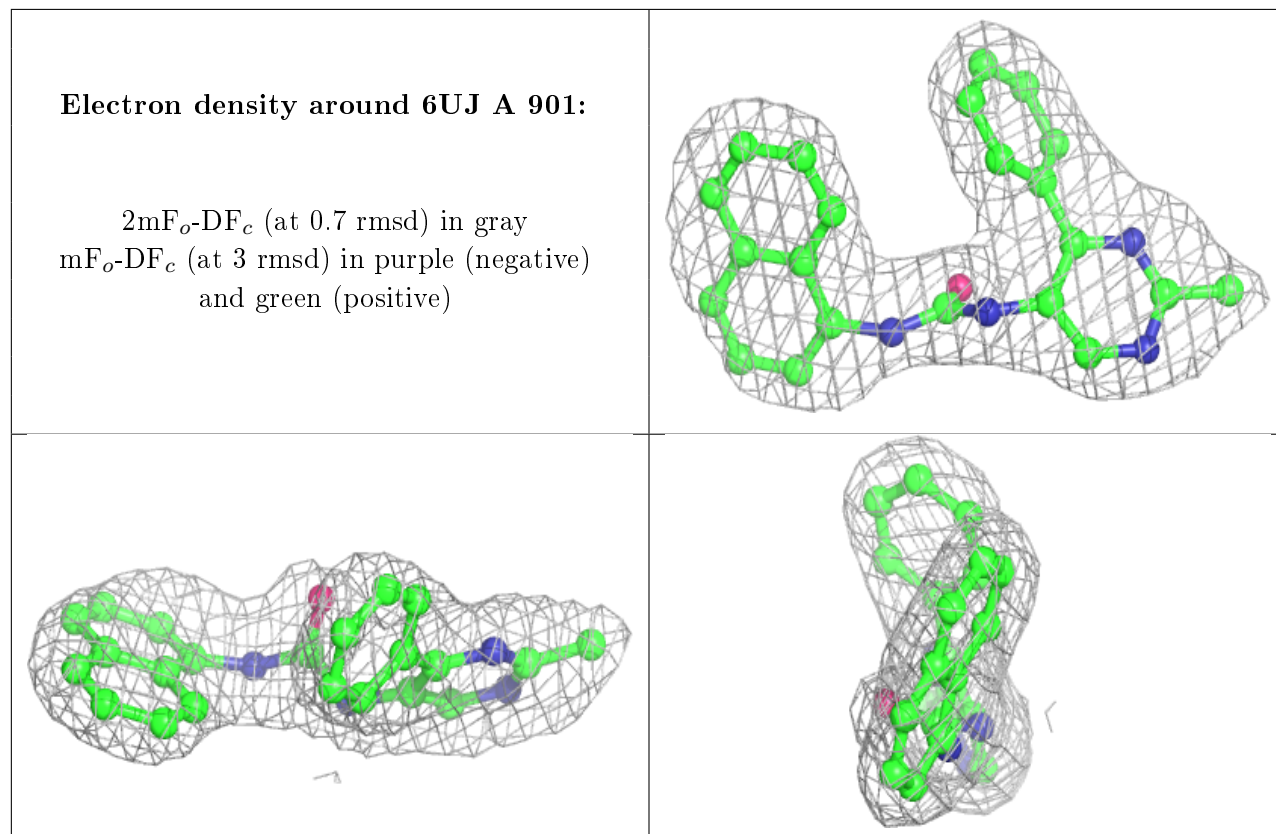 Electron density around 6UJ A 901:
2mFo-DFc (at 0.7 rmsd) in gray
mFo-DFc (at 3 rmsd) in purple (negative)
and green (positive)